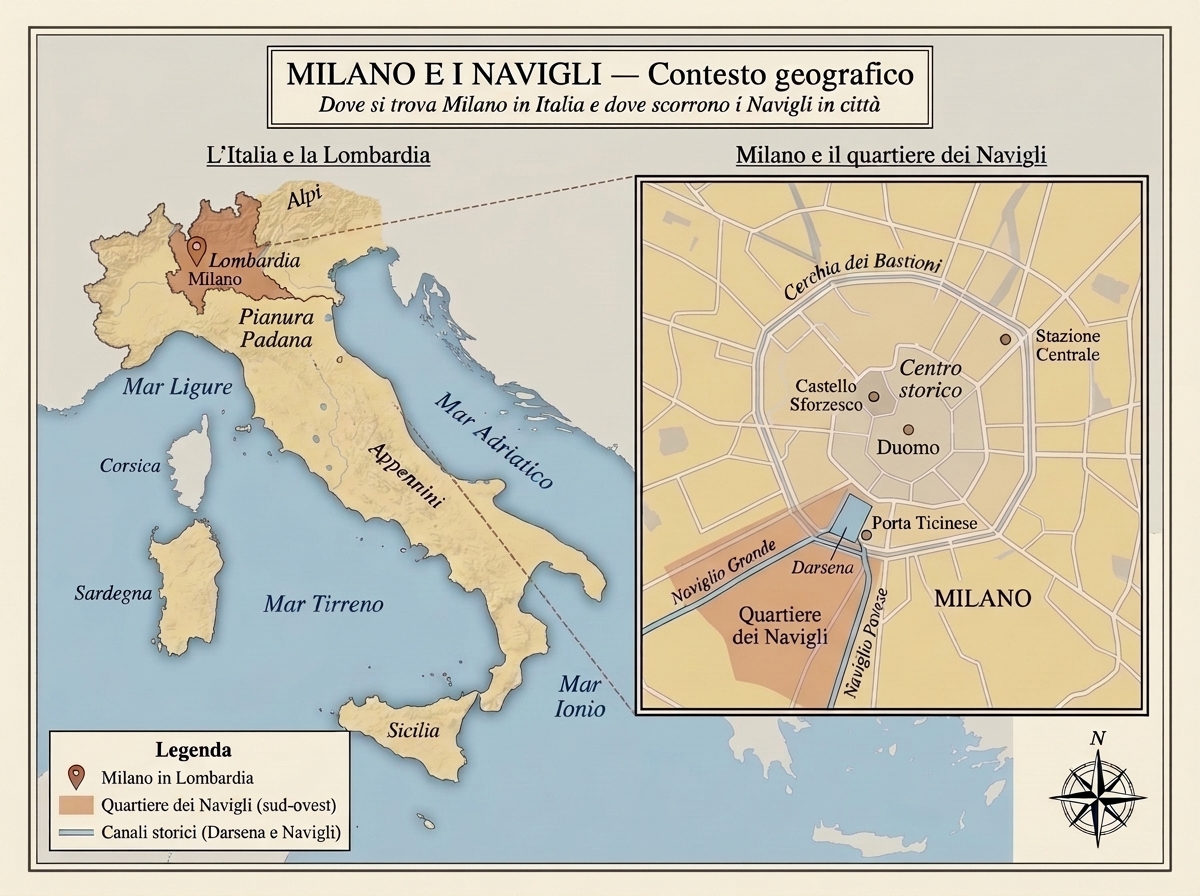 MILANO E I NAVIGLI — Contesto geografico
Dove si trova Milano in Italia e dove scorrono i Navigli in città
L'Italia e la Lombardia
Milano e il quartiere dei Navigli
Alpi
Lombardia
Milano
Pianura
Padana
Mar Ligure
Mar Adriatico
Corsica
Appennini
Sardegna
Mar Tirreno
Mar
Ionio
Sicilia
Cerchia dei Bastioni
Stazione
Centrale
Centro
storico
Castello
Sforzesco
Duomo
Porta Ticinese
Darsena
Naviglio Grande
Quartiere
dei Navigli
Naviglio Pavese
MILANO
Legenda
Milano in Lombardia
Quartiere dei Navigli (sud-ovest)
Canali storici (Darsena e Navigli)
N